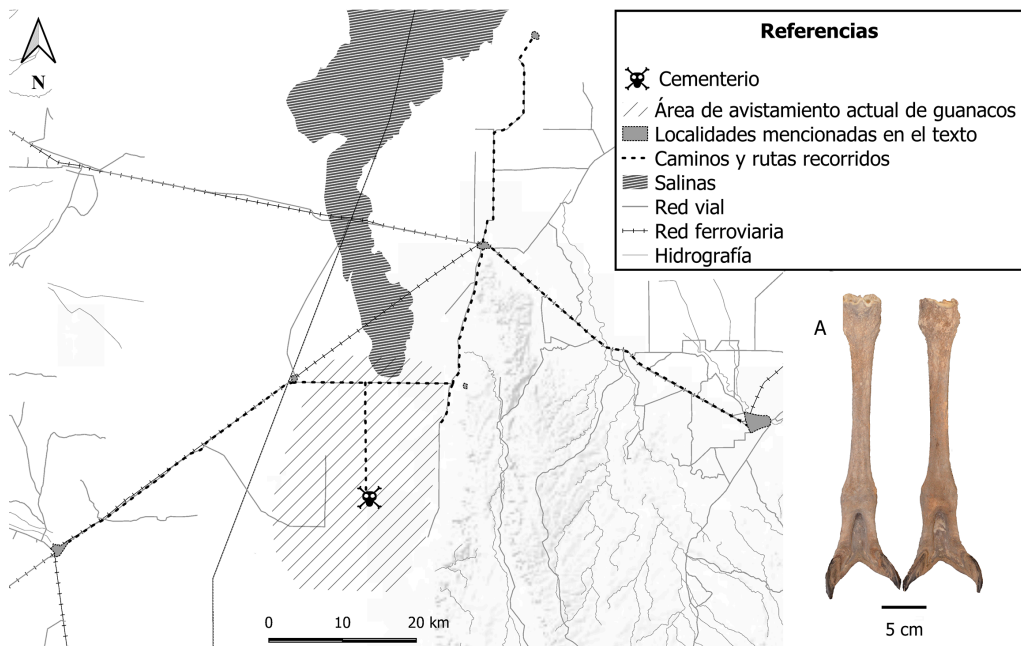 N
Referencias
Cementerio
Área de avistamiento actual de guanacos
Localidades mencionadas en el texto
Caminos y rutas recorridos
Salinas
Red vial
Red ferroviaria
Hidrografía
A
0 10 20 km
5 cm